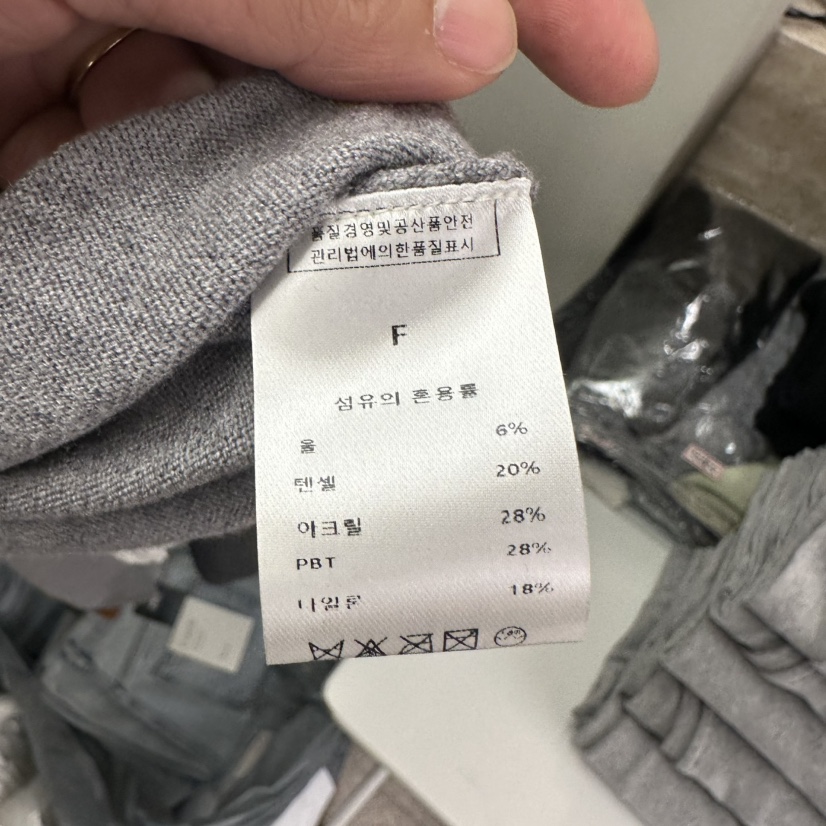 품질경영및공산품안전
관리법에의한품질표시
F
섬유의 혼용률
울 6%
텐셀 20%
아크릴 28%
PBT 28%
나일론 18%